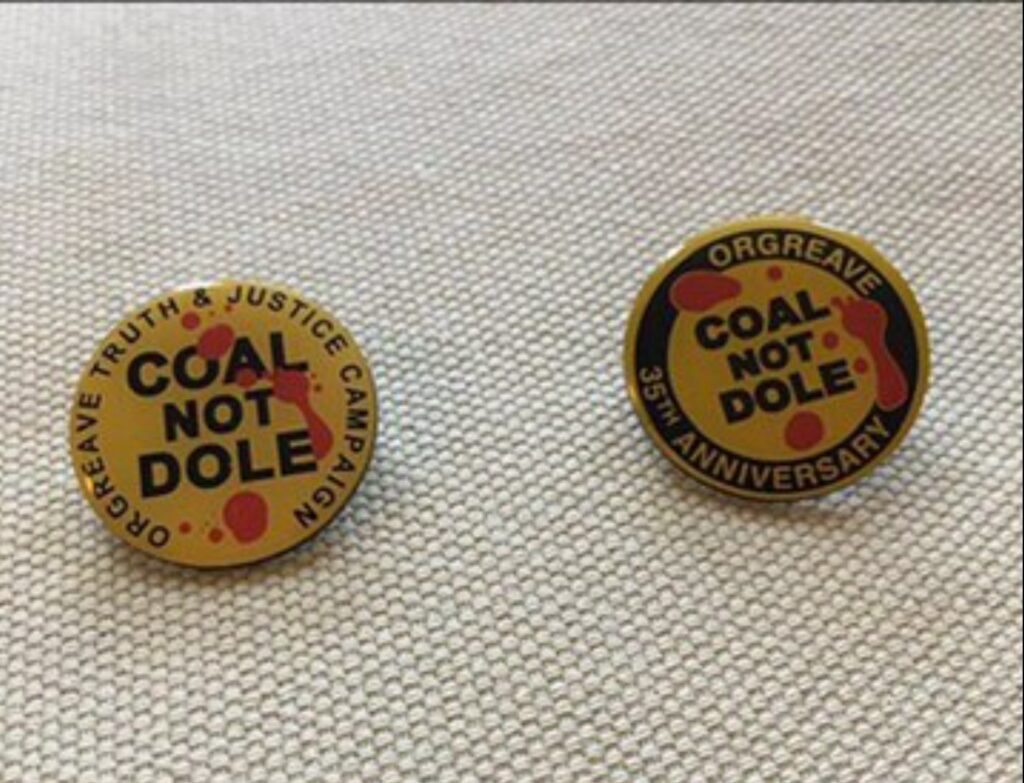 ORGREAVE TRUTH & JUSTICE CAMPAIGN
COAL
NOT
DOLE
ORGREAVE
COAL
NOT
DOLE
35TH ANNIVERSARY